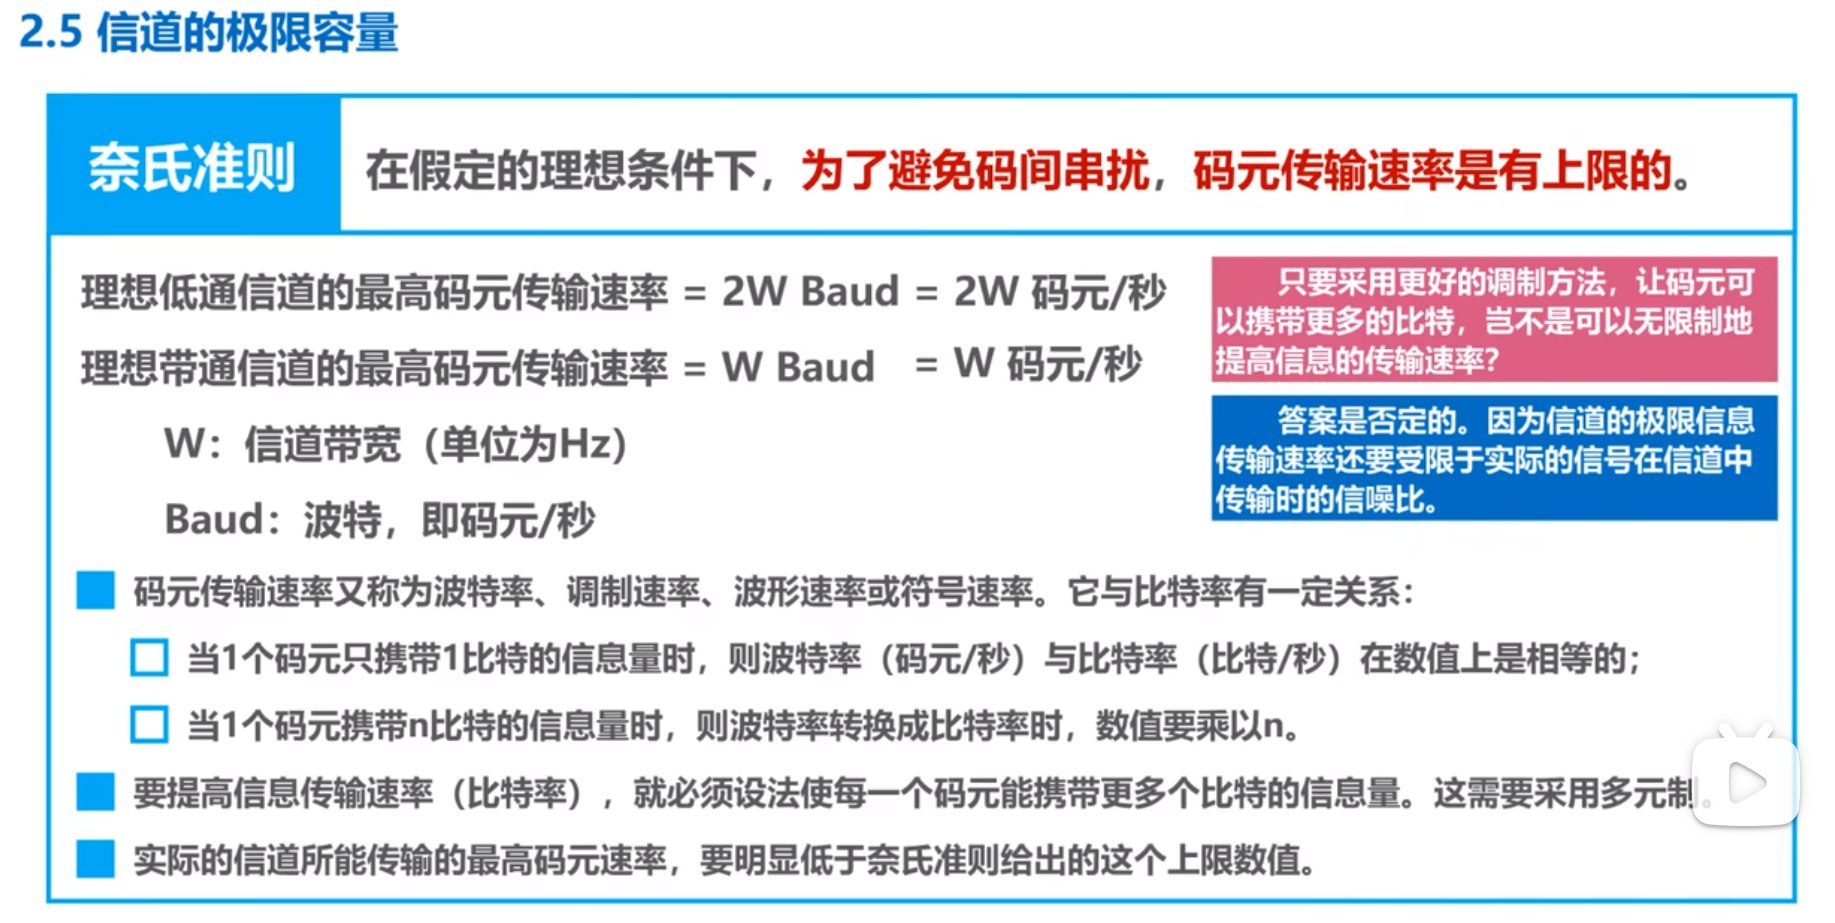 2.5 信道的极限容量
奈氏准则
在假定的理想条件下，为了避免码间串扰，码元传输速率是有上限的。
理想低通信道的最高码元传输速率 = 2W Baud = 2W 码元/秒
理想带通信道的最高码元传输速率 = W Baud = W 码元/秒
W：信道带宽（单位为Hz）
Baud：波特，即码元/秒
只要采用更好的调制方法，让码元可
以携带更多的比特，岂不是可以无限制地
提高信息的传输速率？
答案是否定的。因为信道的极限信息
传输速率还要受限于实际的信号在信道中
传输时的信噪比。
码元传输速率又称为波特率、调制速率、波形速率或符号速率。它与比特率有一定关系：
当1个码元只携带1比特的信息量时，则波特率（码元/秒）与比特率（比特/秒）在数值上是相等的；
当1个码元携带n比特的信息量时，则波特率转换成比特率时，数值要乘以n。
要提高信息传输速率（比特率），就必须设法使每一个码元能携带更多个比特的信息量。这需要采用多元制。
实际的信道所能传输的最高码元速率，要明显低于奈氏准则给出的这个上限数值。